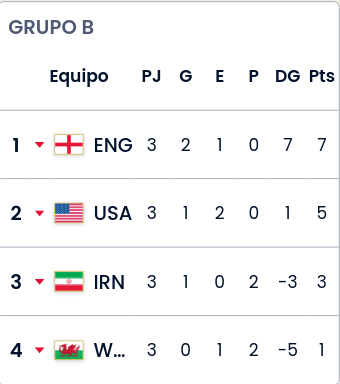 GRUPO B
Equipo PJ G E P DG Pts
1 ENG 3 2 1 0 7 7
2 USA 3 1 2 0 1 5
3 IRN 3 1 0 2 -3 3
4 W... 3 0 1 2 -5 1